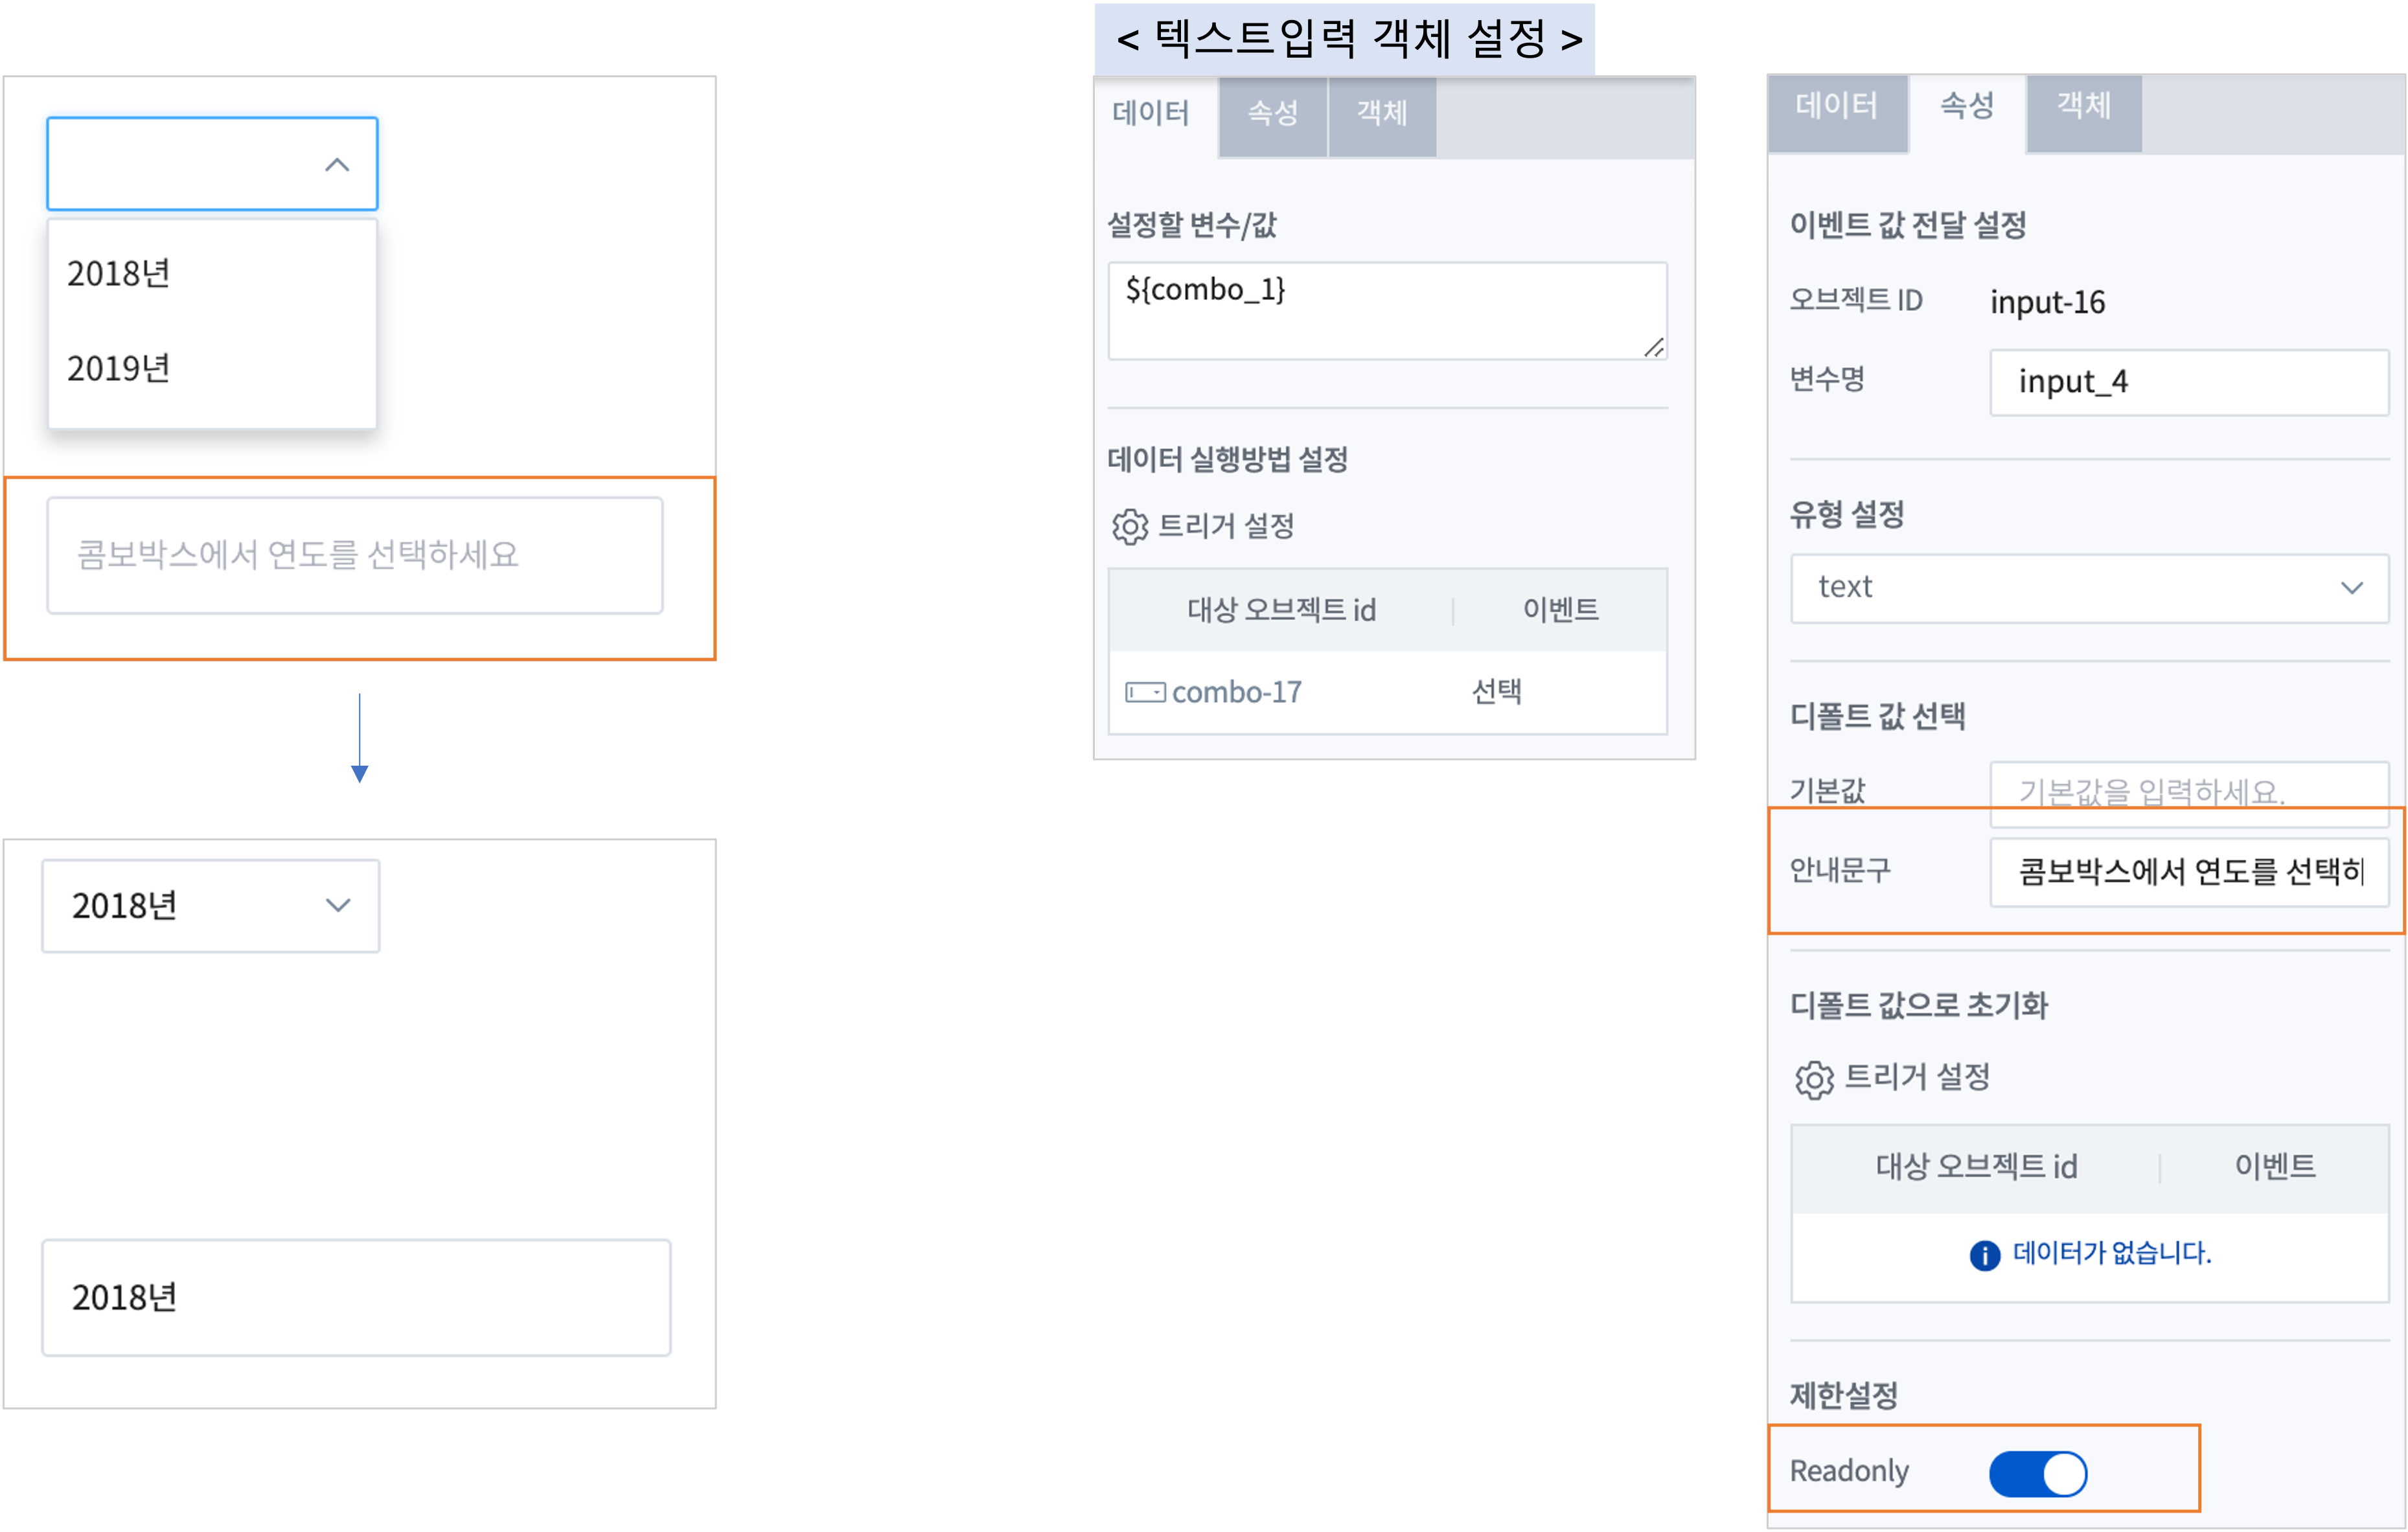 < 텍스트입력 객체 설정 >
2018년
2019년
콤보박스에서 연도를 선택하세요
2018년
2018년
데이터 속성 객체
설정할 변수/값
${combo_1}
데이터 실행방법 설정
트리거 설정
대상 오브젝트 id 이벤트
combo-17 선택
데이터 속성 객체
이벤트 값 전달 설정
오브젝트 ID input-16
변수명 input_4
유형 설정
text
디폴트 값 선택
기본값 기본값을 입력하세요.
안내문구 콤보박스에서 연도를 선택하
디폴트 값으로 초기화
트리거 설정
대상 오브젝트 id 이벤트
데이터가 없습니다.
제한설정
Readonly